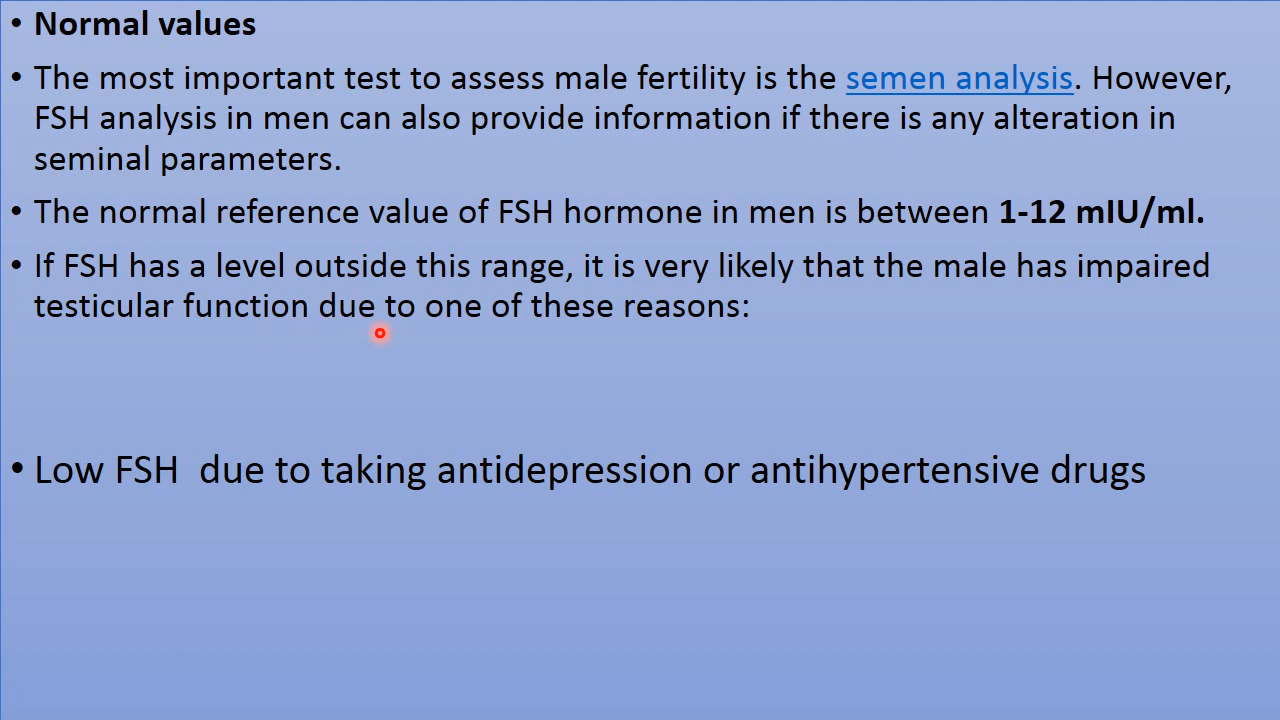 • Normal values
• The most important test to assess male fertility is the semen analysis. However,
FSH analysis in men can also provide information if there is any alteration in
seminal parameters.
• The normal reference value of FSH hormone in men is between 1-12 mIU/ml.
• If FSH has a level outside this range, it is very likely that the male has impaired
testicular function due to one of these reasons:
• Low FSH  due to taking antidepression or antihypertensive drugs